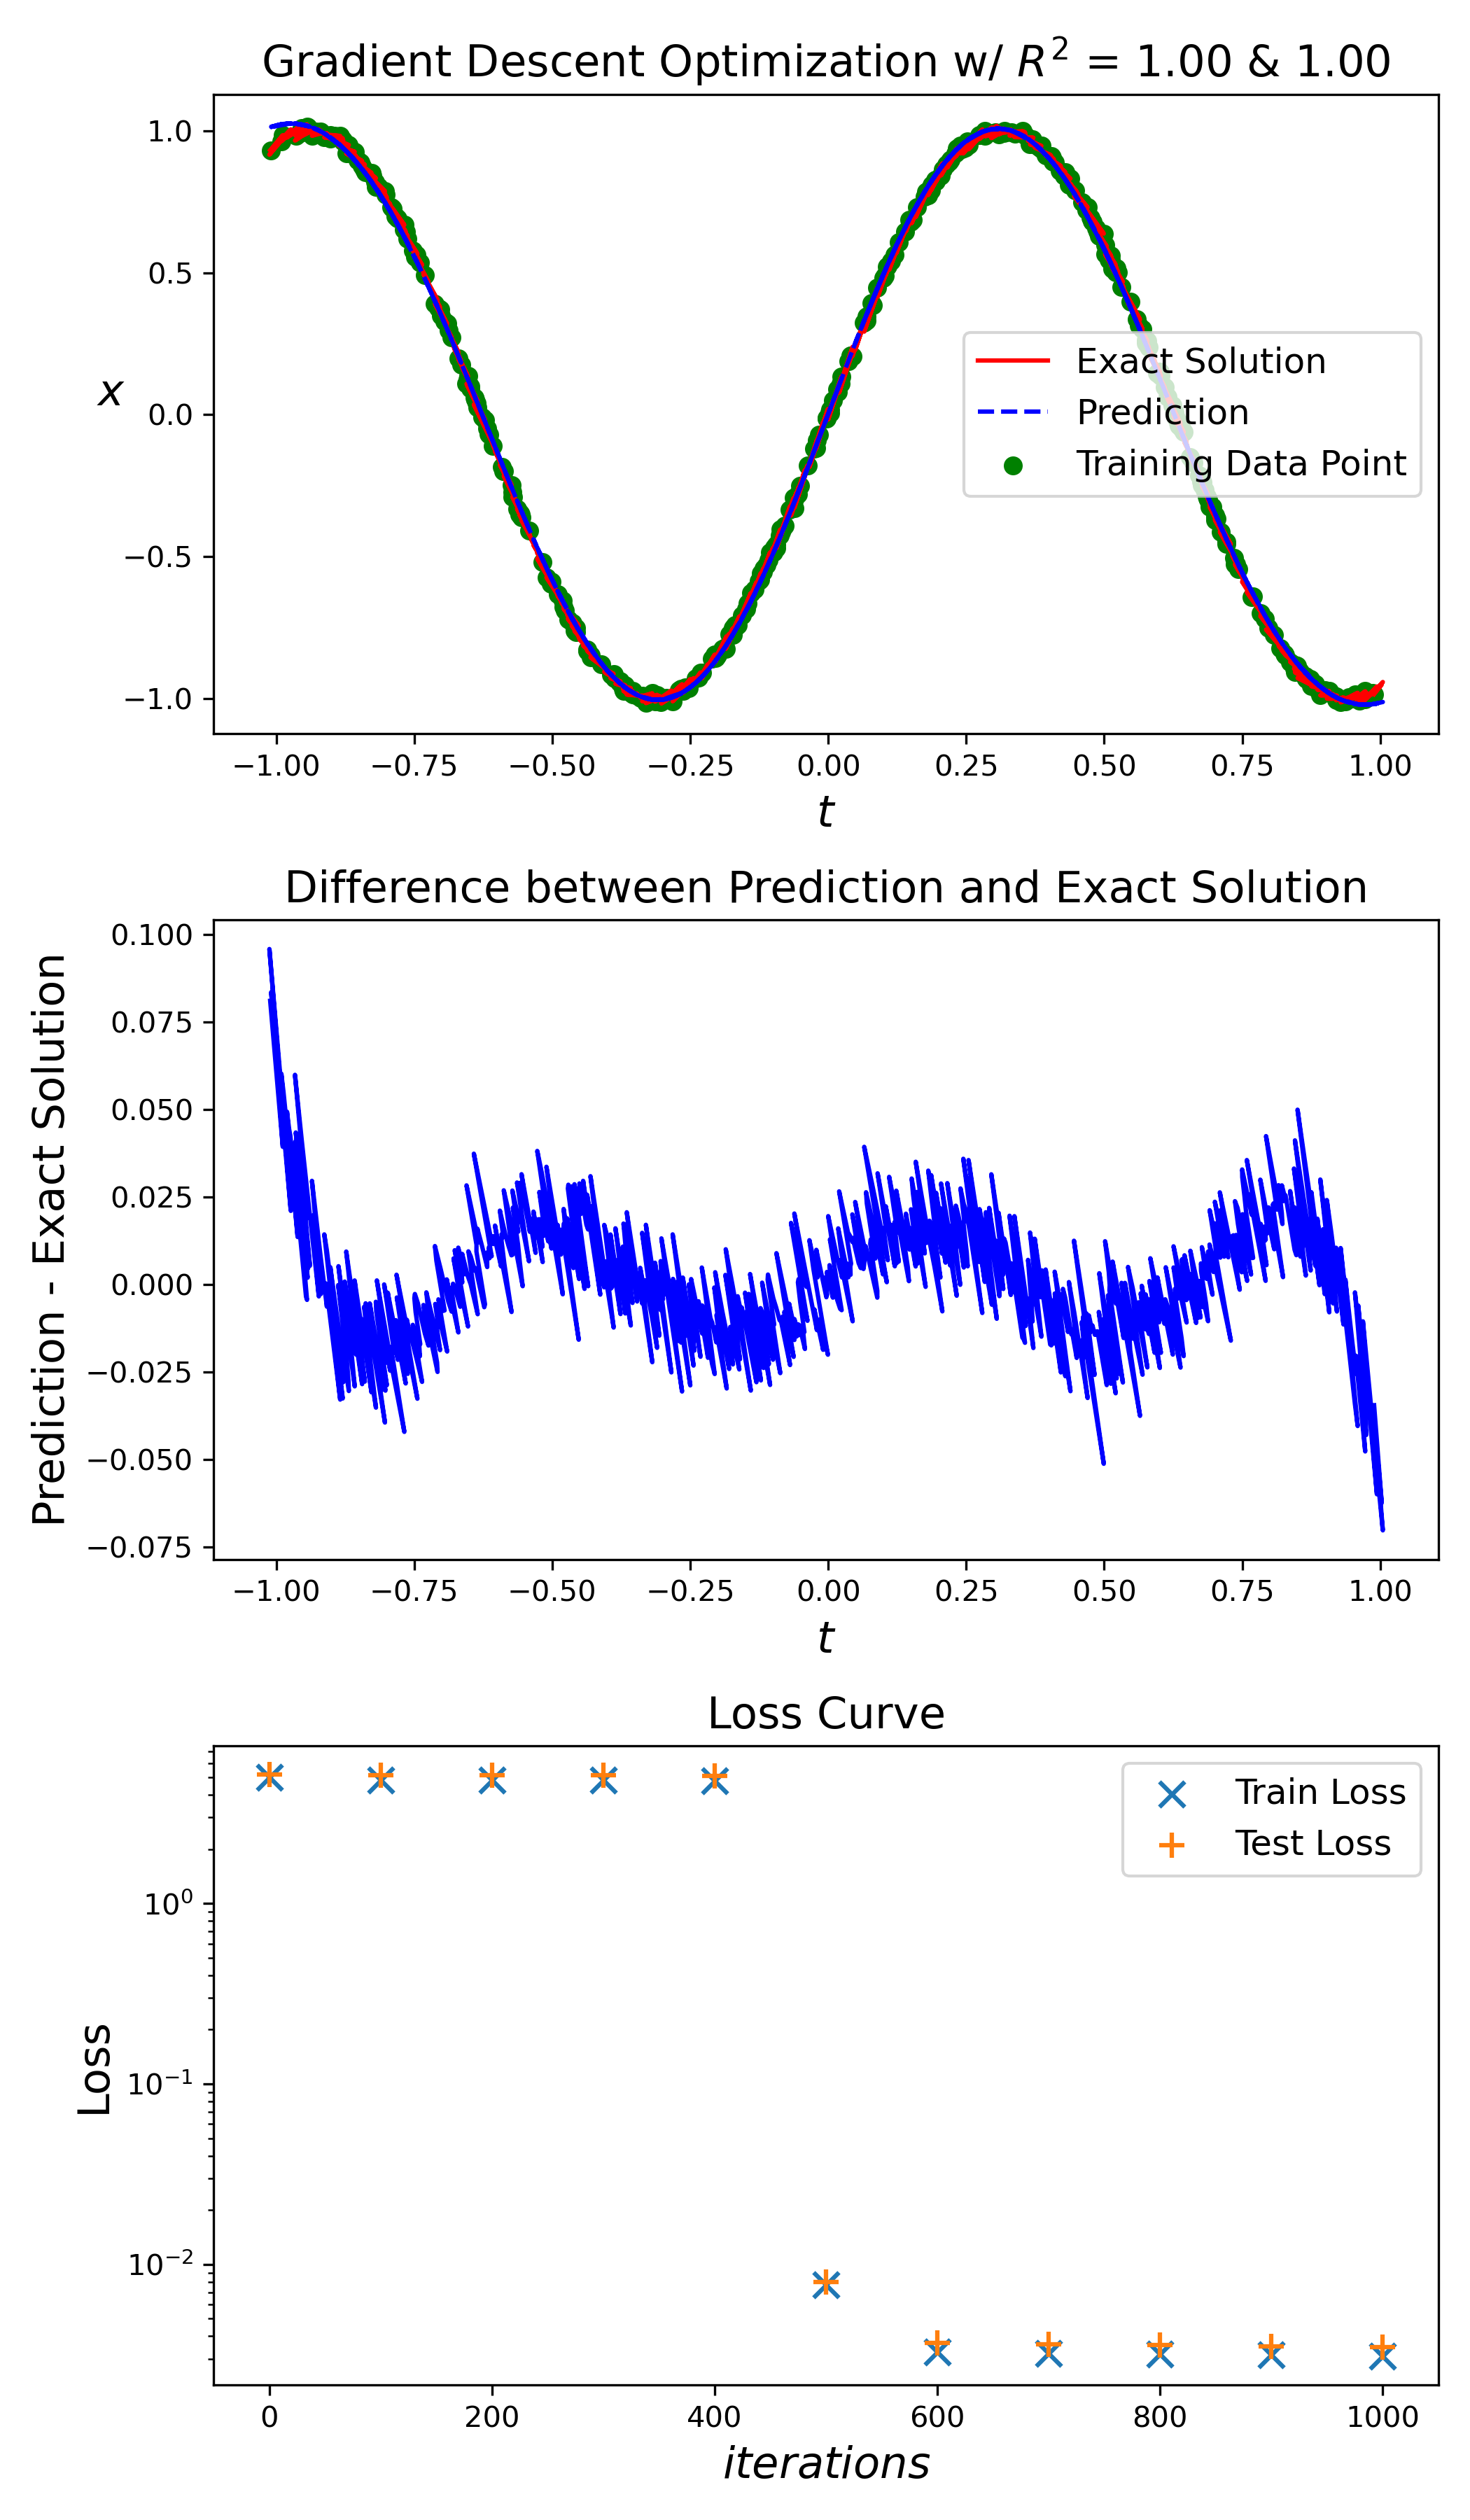 Gradient Descent Optimization w/ R² = 1.00 & 1.00
1.0
0.5
0.0
−0.5
−1.0
x
Exact Solution
Prediction
Training Data Point
−1.00 −0.75 −0.50 −0.25 0.00 0.25 0.50 0.75 1.00
t
Difference between Prediction and Exact Solution
0.100
0.075
0.050
0.025
0.000
−0.025
−0.050
−0.075
Prediction - Exact Solution
−1.00 −0.75 −0.50 −0.25 0.00 0.25 0.50 0.75 1.00
t
Loss Curve
Train Loss
Test Loss
10⁰
10⁻¹
10⁻²
Loss
0 200 400 600 800 1000
iterations